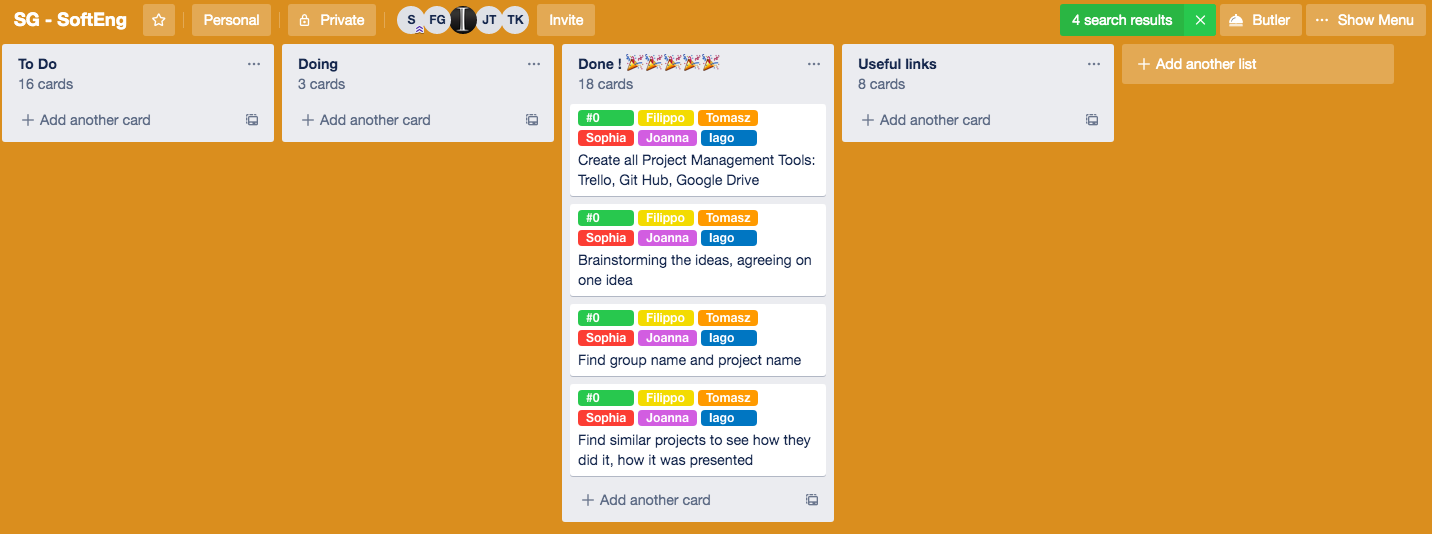 SG - SoftEng Personal Private S FG I JT TK Invite 4 search results Butler Show Menu
To Do
16 cards
Add another card
Doing
3 cards
Add another card
Done ! 🎉🎉🎉🎉🎉
18 cards
#0 Filippo Tomasz
Sophia Joanna Iago
Create all Project Management Tools:
Trello, Git Hub, Google Drive
#0 Filippo Tomasz
Sophia Joanna Iago
Brainstorming the ideas, agreeing on
one idea
#0 Filippo Tomasz
Sophia Joanna Iago
Find group name and project name
#0 Filippo Tomasz
Sophia Joanna Iago
Find similar projects to see how they
did it, how it was presented
Add another card
Useful links
8 cards
Add another card
Add another list